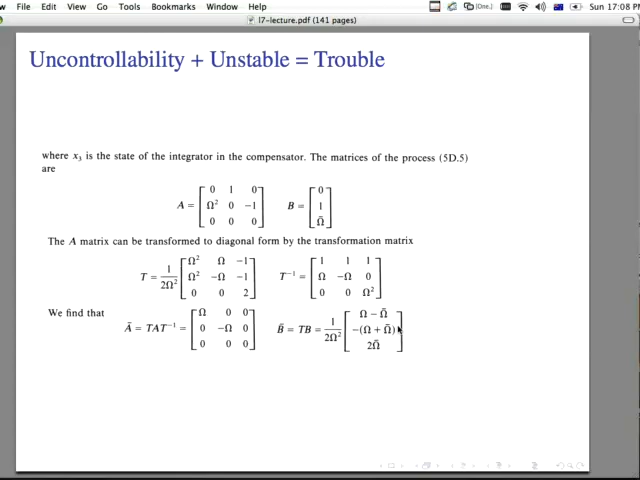 File Edit View Go Tools Bookmarks Window Help Sun 17:08
l7-lecture.pdf (141 pages)
Uncontrollability + Unstable = Trouble
where x₃ is the state of the integrator in the compensator. The matrices of the process (5D.5)
are
A = [0 1 0; Ω² 0 −1; 0 0 0] B = [0; 1; Ω̄]
The A matrix can be transformed to diagonal form by the transformation matrix
T = 1/2Ω² [Ω² Ω −1; Ω² −Ω −1; 0 0 2] T⁻¹ = [1 1 1; Ω −Ω 0; 0 0 Ω²]
We find that
Ā = TAT⁻¹ = [Ω 0 0; 0 −Ω 0; 0 0 0] B̄ = TB = 1/2Ω² [Ω − Ω̄; −(Ω + Ω̄); 2Ω̄]